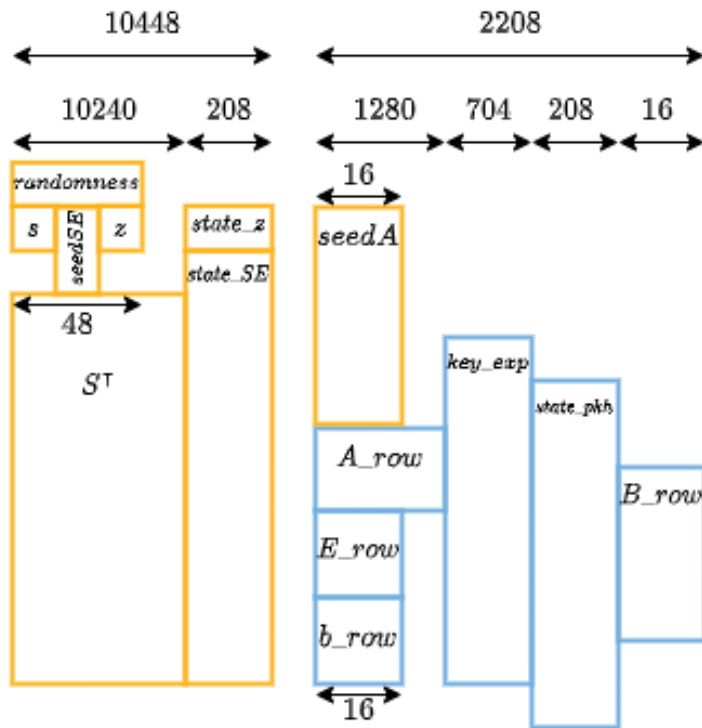 10448 2208
10240 208 1280 704 208 16
randomness
16
s seedSE z state_z seedA
state_SE
48
S⊤
key_exp
state_pkh
A_row
B_row
E_row
b_row
16